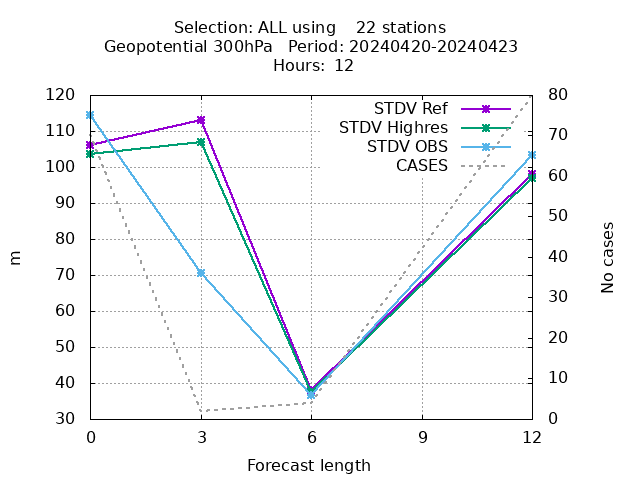 Selection: ALL using    22 stations
Geopotential 300hPa   Period: 20240420-20240423
Hours:  12
STDV Ref
STDV Highres
STDV OBS
CASES
120
110
100
90
80
70
60
50
40
30
80
70
60
50
40
30
20
10
0
m
No cases
0
3
6
9
12
Forecast length